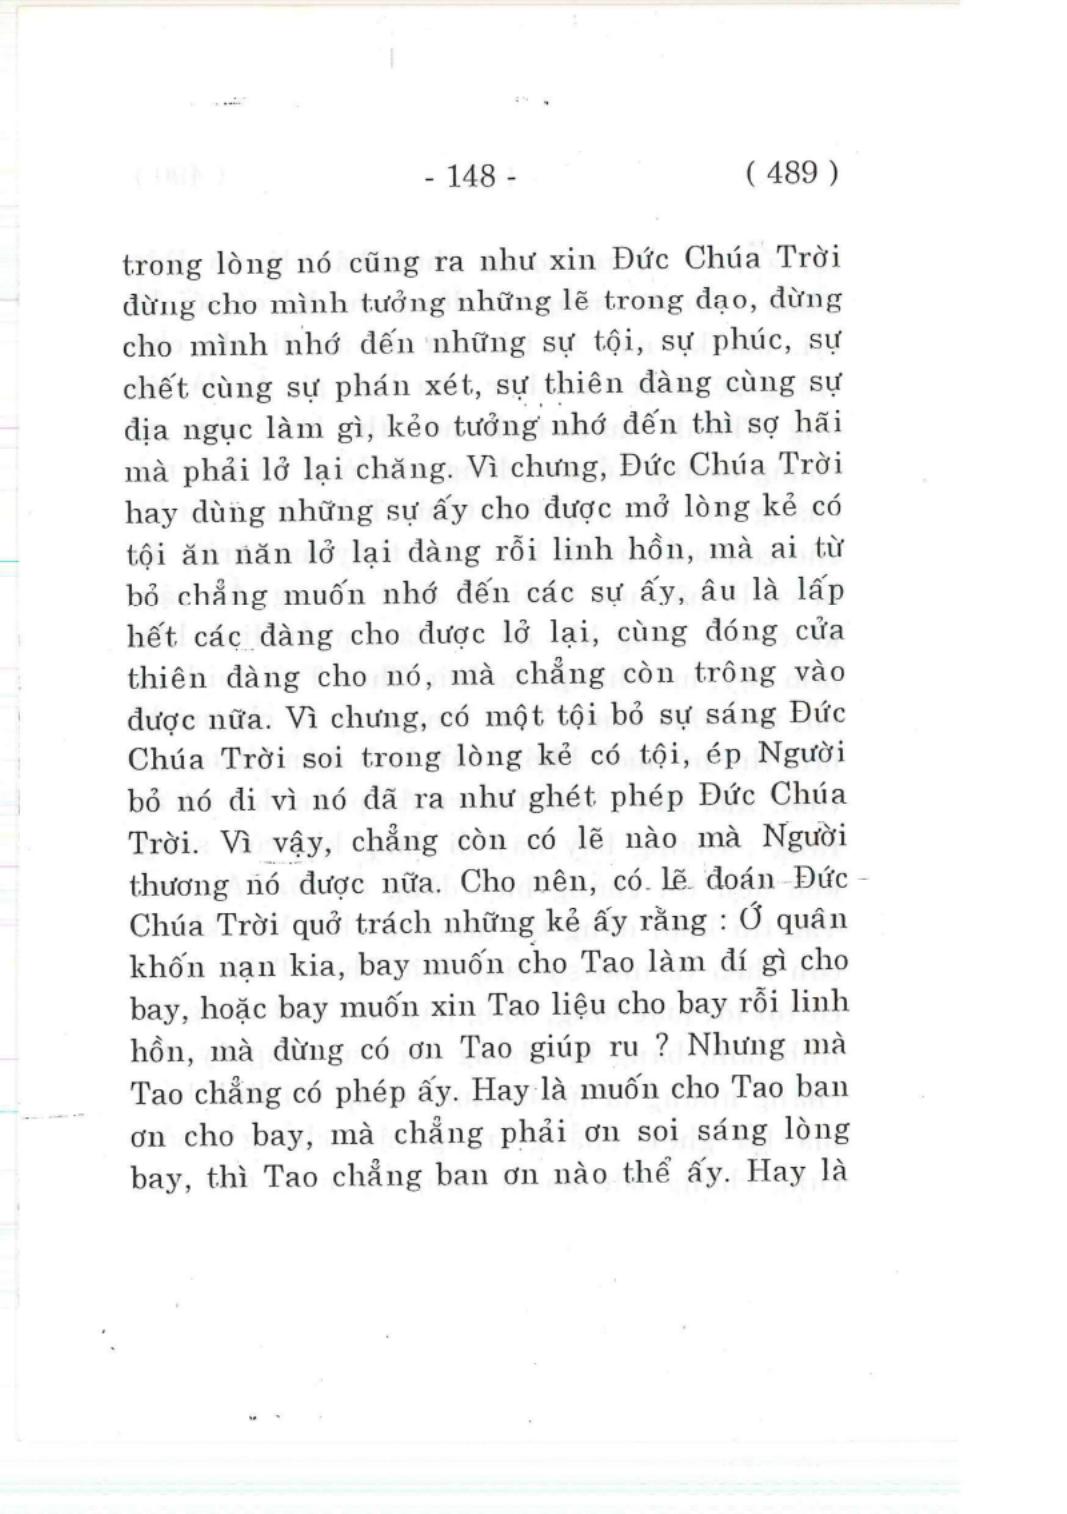 - 148 -
( 489 )
trong lòng nó cũng ra như xin Đức Chúa Trời
đừng cho mình tưởng những lẽ trong đạo, đừng
cho mình nhớ đến những sự tội, sự phúc, sự
chết cùng sự phán xét, sự thiên đàng cùng sự
địa ngục làm gì, kẻo tưởng nhớ đến thì sợ hãi
mà phải lở lại chăng. Vì chưng, Đức Chúa Trời
hay dùng những sự ấy cho được mở lòng kẻ có
tội ăn năn lở lại đàng rỗi linh hồn, mà ai từ
bỏ chẳng muốn nhớ đến các sự ấy, âu là lấp
hết các đàng cho được lở lại, cùng đóng cửa
thiên đàng cho nó, mà chẳng còn trông vào
được nữa. Vì chưng, có một tội bỏ sự sáng Đức
Chúa Trời soi trong lòng kẻ có tội, ép Người
bỏ nó đi vì nó đã ra như ghét phép Đức Chúa
Trời. Vì vậy, chẳng còn có lẽ nào mà Người
thương nó được nữa. Cho nên, có lẽ đoán Đức
Chúa Trời quở trách những kẻ ấy rằng : Ớ quân
khốn nạn kia, bay muốn cho Tao làm đí gì cho
bay, hoặc bay muốn xin Tao liệu cho bay rỗi linh
hồn, mà đừng có ơn Tao giúp ru ? Nhưng mà
Tao chẳng có phép ấy. Hay là muốn cho Tao ban
ơn cho bay, mà chẳng phải ơn soi sáng lòng
bay, thì Tao chẳng ban ơn nào thể ấy. Hay là